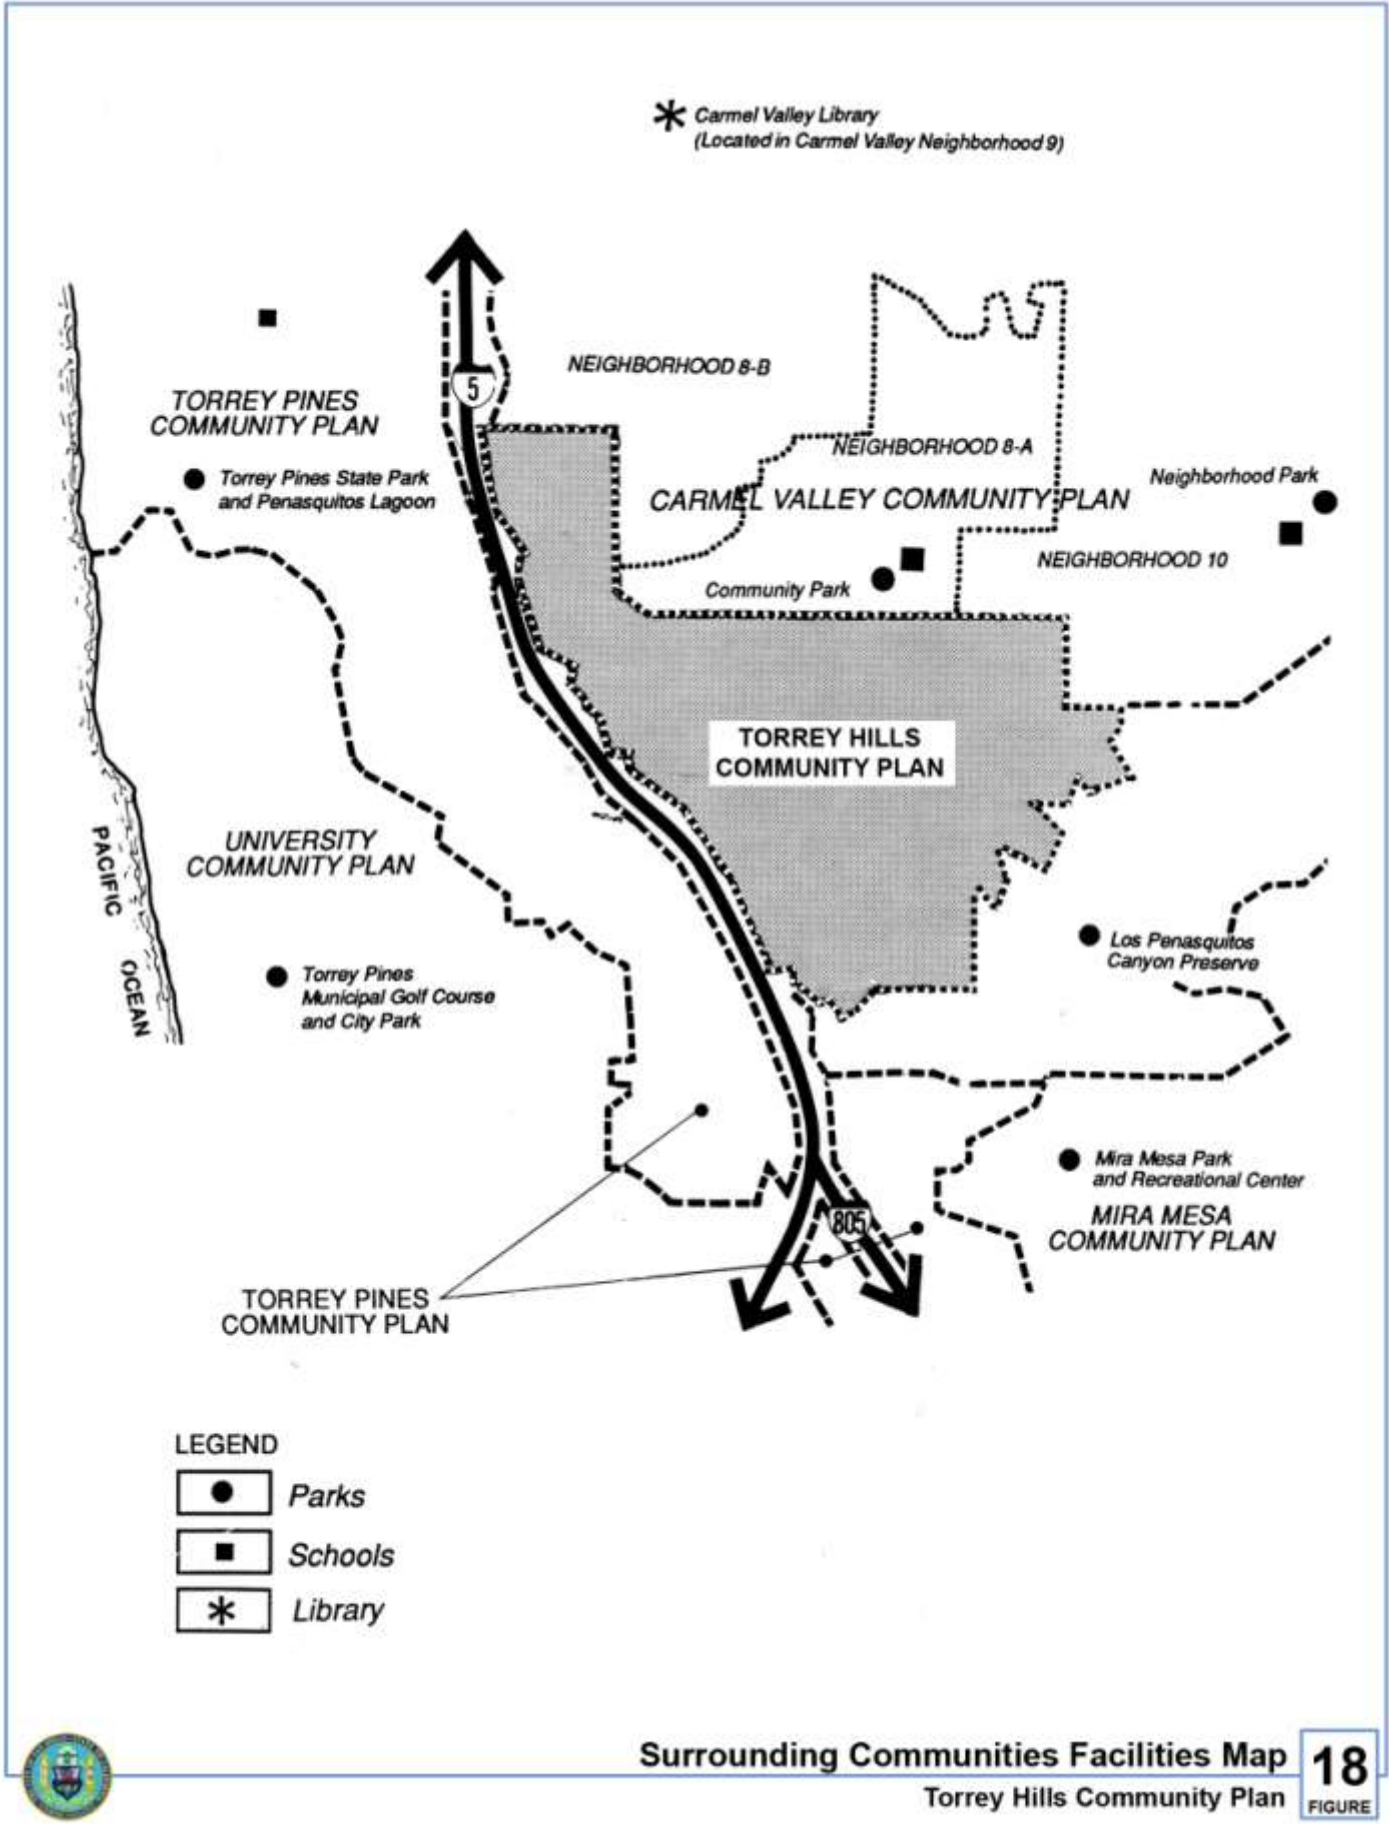 Carmel Valley Library
(Located in Carmel Valley Neighborhood 9)
5
NEIGHBORHOOD 8-B
TORREY PINES
COMMUNITY PLAN
NEIGHBORHOOD 8-A
Torrey Pines State Park
and Penasquitos Lagoon
CARMEL VALLEY COMMUNITY PLAN
Neighborhood Park
NEIGHBORHOOD 10
Community Park
TORREY HILLS
COMMUNITY PLAN
UNIVERSITY
COMMUNITY PLAN
PACIFIC OCEAN
Los Penasquitos
Canyon Preserve
Torrey Pines
Municipal Golf Course
and City Park
Mira Mesa Park
and Recreational Center
MIRA MESA
COMMUNITY PLAN
805
TORREY PINES
COMMUNITY PLAN
LEGEND
Parks
Schools
Library
Surrounding Communities Facilities Map
Torrey Hills Community Plan
18
FIGURE